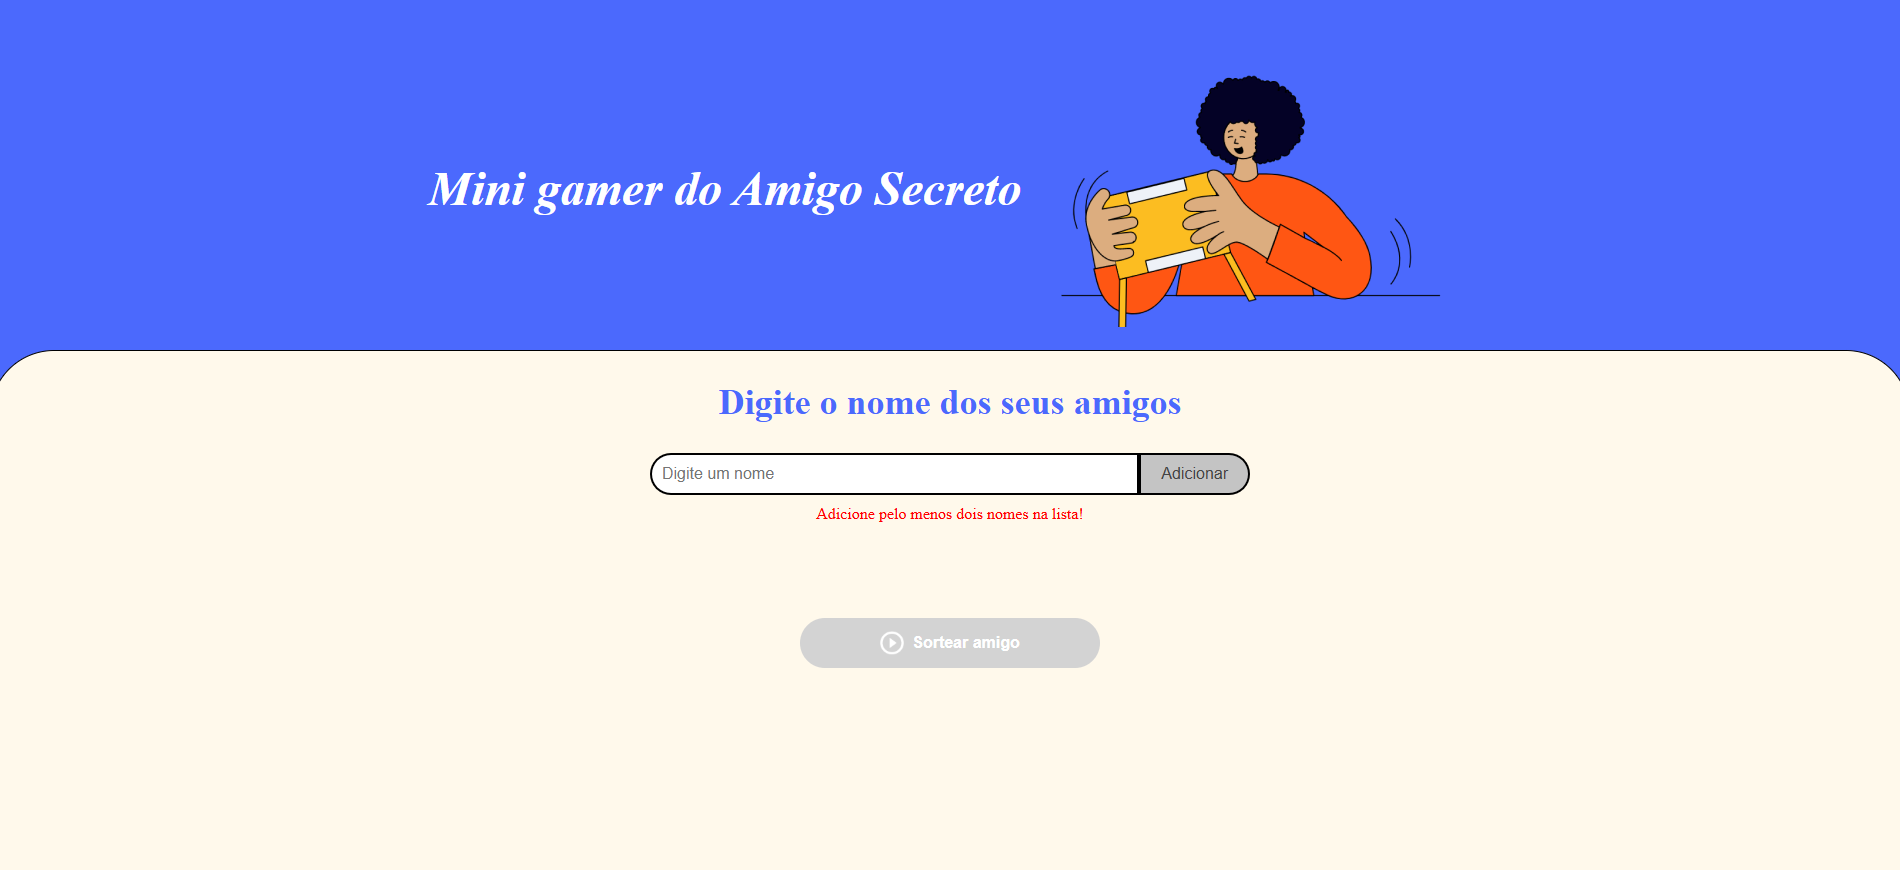 Mini gamer do Amigo Secreto
Digite o nome dos seus amigos
Digite um nome
Adicionar
Adicione pelo menos dois nomes na lista!
Sortear amigo